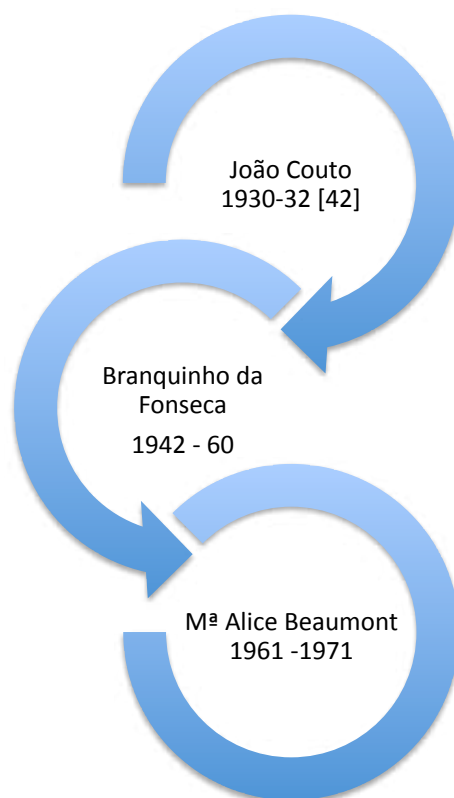 João Couto
1930-32 [42]
Branquinho da
Fonseca
1942 - 60
Mª Alice Beaumont
1961 -1971